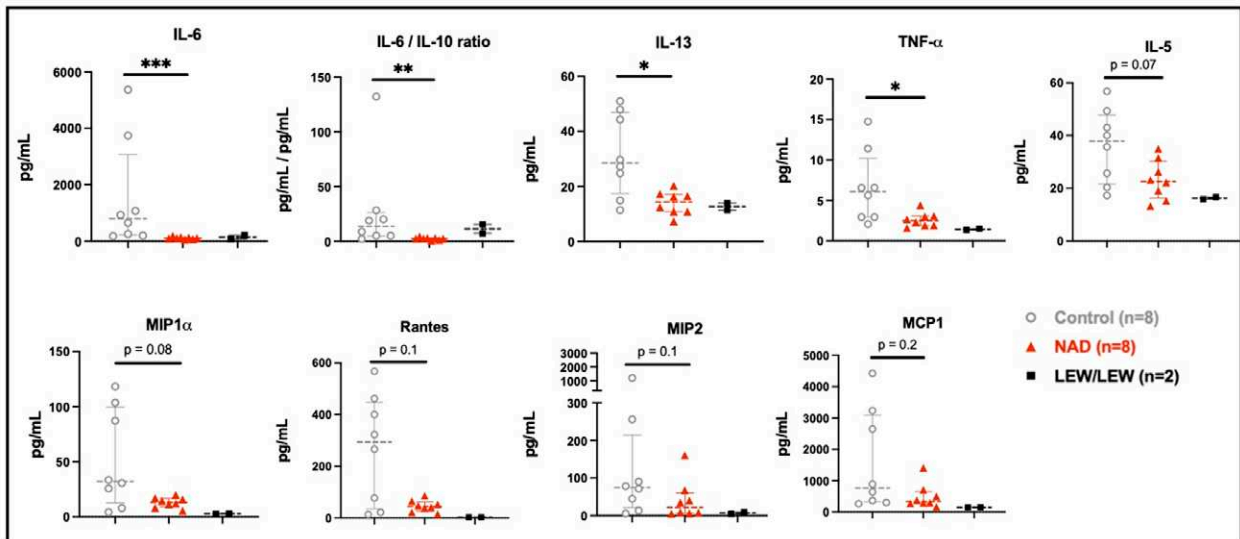 IL-6
***
6000
4000
2000
0
pg/mL
IL-6 / IL-10 ratio
**
150
100
50
0
pg/mL / pg/mL
IL-13
*
60
40
20
0
pg/mL
TNF-α
*
20
15
10
5
0
pg/mL
IL-5
p = 0.07
60
40
20
0
pg/mL
MIP1α
p = 0.08
150
100
50
0
pg/mL
Rantes
p = 0.1
600
400
200
0
pg/mL
MIP2
p = 0.1
3000
2000
1000
300
200
100
0
pg/mL
MCP1
p = 0.2
5000
4000
3000
2000
1000
0
pg/mL
Control (n=8)
NAD (n=8)
LEW/LEW (n=2)